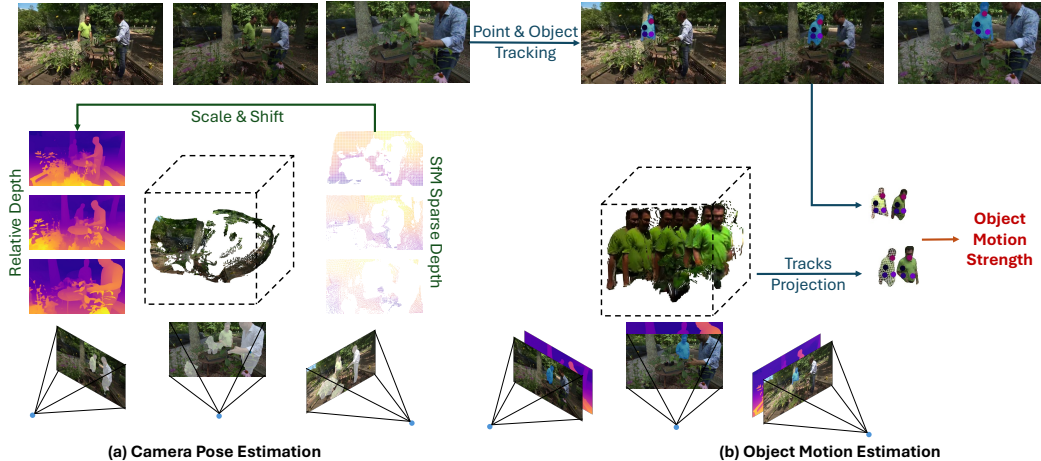 Point & Object
Tracking
Scale & Shift
Relative Depth
SfM Sparse Depth
Tracks
Projection
Object
Motion
Strength
(a) Camera Pose Estimation
(b) Object Motion Estimation